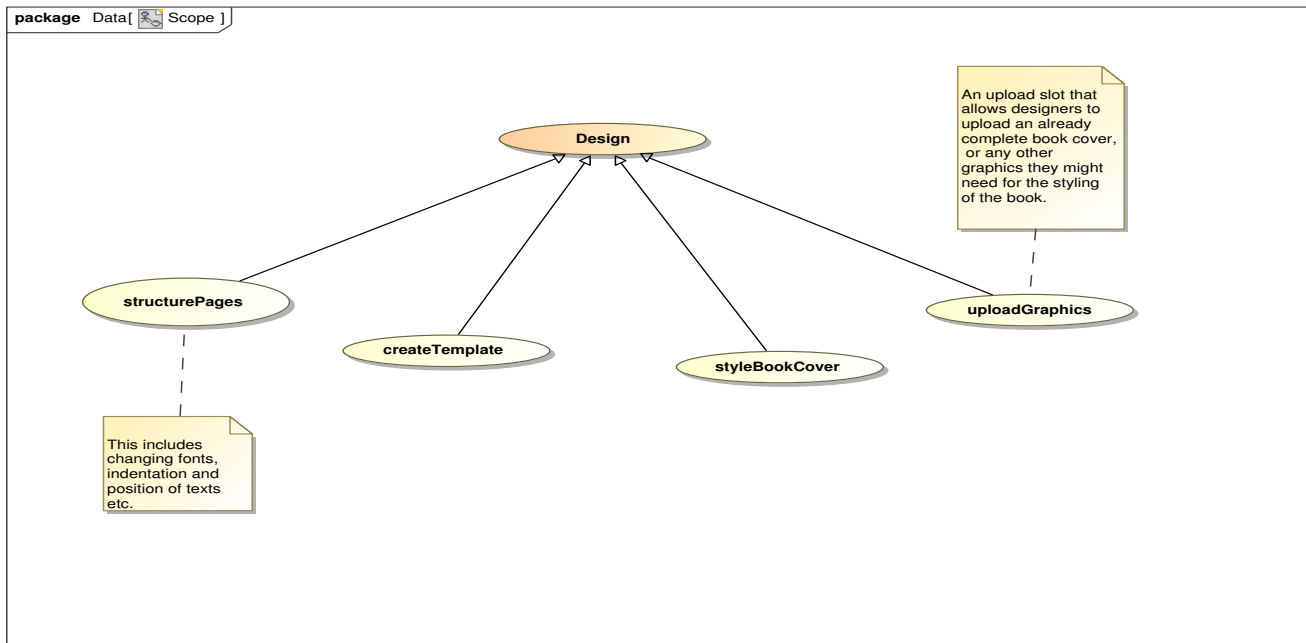 package Data[ Scope ]
An upload slot that
allows designers to
upload an already
complete book cover,
or any other
graphics they might
need for the styling
of the book.
Design
structurePages
uploadGraphics
createTemplate
styleBookCover
This includes
changing fonts,
indentation and
position of texts
etc.